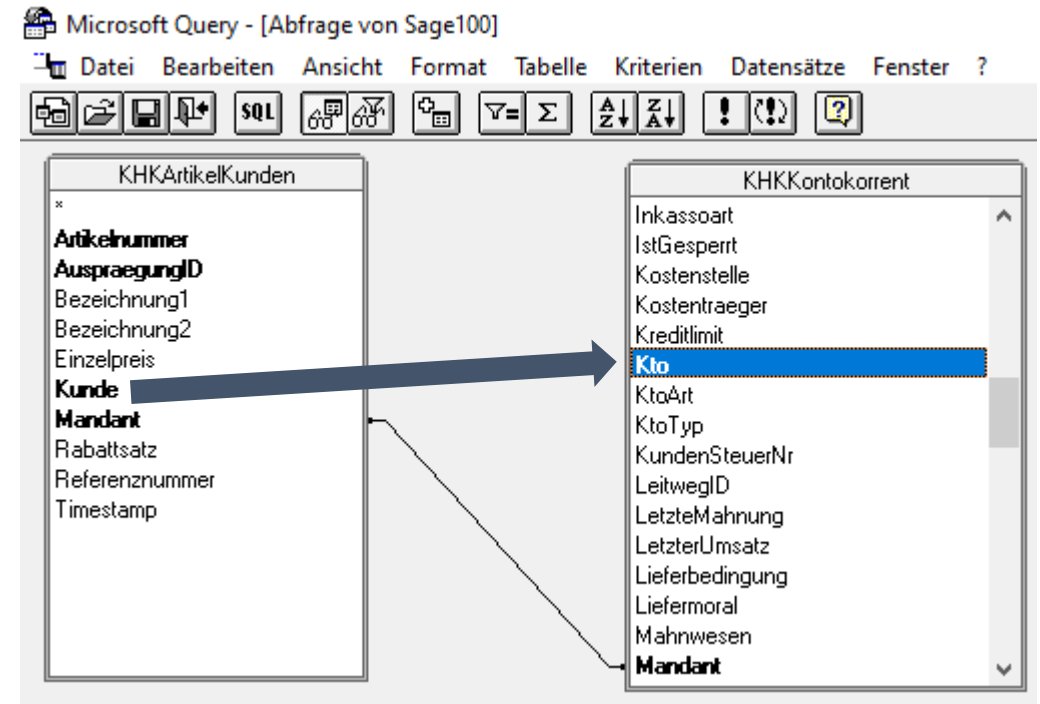 Microsoft Query - [Abfrage von Sage100]
Datei Bearbeiten Ansicht Format Tabelle Kriterien Datensätze Fenster ?
SQL
KHKArtikelKunden
*
Artikelnummer
AuspraegungID
Bezeichnung1
Bezeichnung2
Einzelpreis
Kunde
Mandant
Rabattsatz
Referenznummer
Timestamp
KHKKontokorrent
Inkassoart
IstGesperrt
Kostenstelle
Kostentraeger
Kreditlimit
Kto
KtoArt
KtoTyp
KundenSteuerNr
LeitwegID
LetzteMahnung
LetzterUmsatz
Lieferbedingung
Liefermoral
Mahnwesen
Mandant